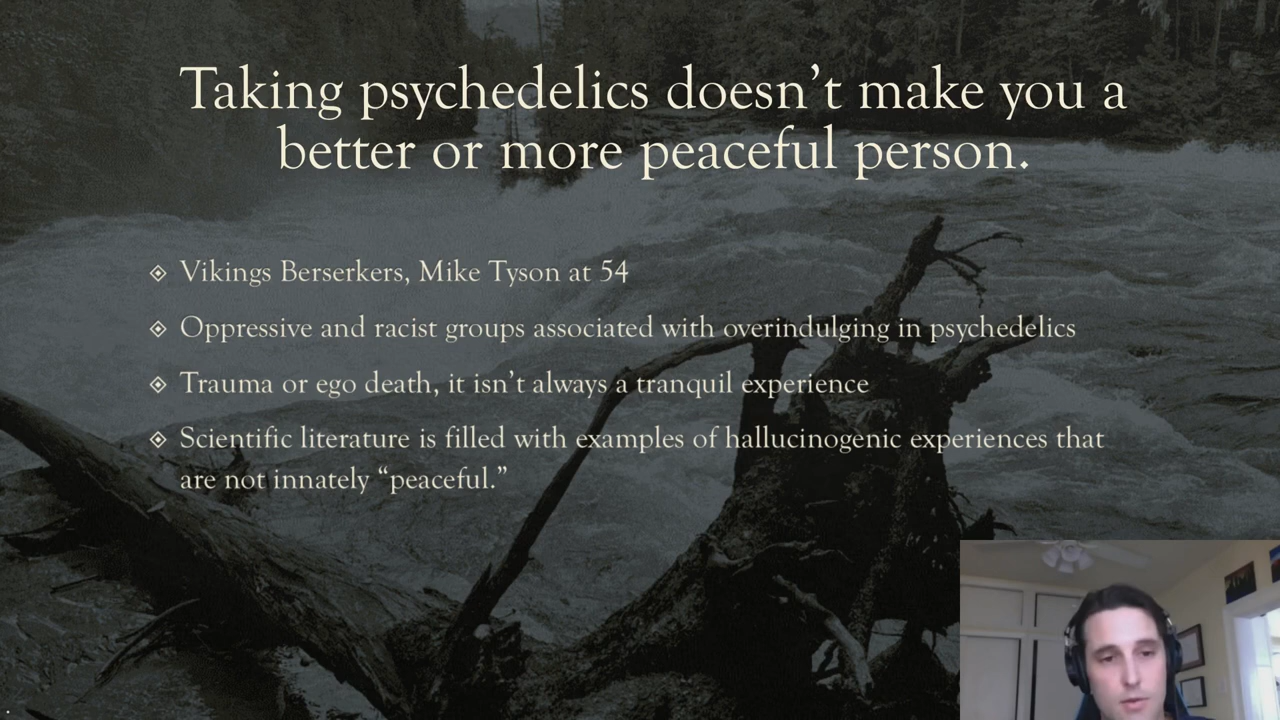 Taking psychedelics doesn’t make you a
better or more peaceful person.
Vikings Berserkers, Mike Tyson at 54
Oppressive and racist groups associated with overindulging in psychedelics
Trauma or ego death, it isn’t always a tranquil experience
Scientific literature is filled with examples of hallucinogenic experiences that
are not innately “peaceful.”